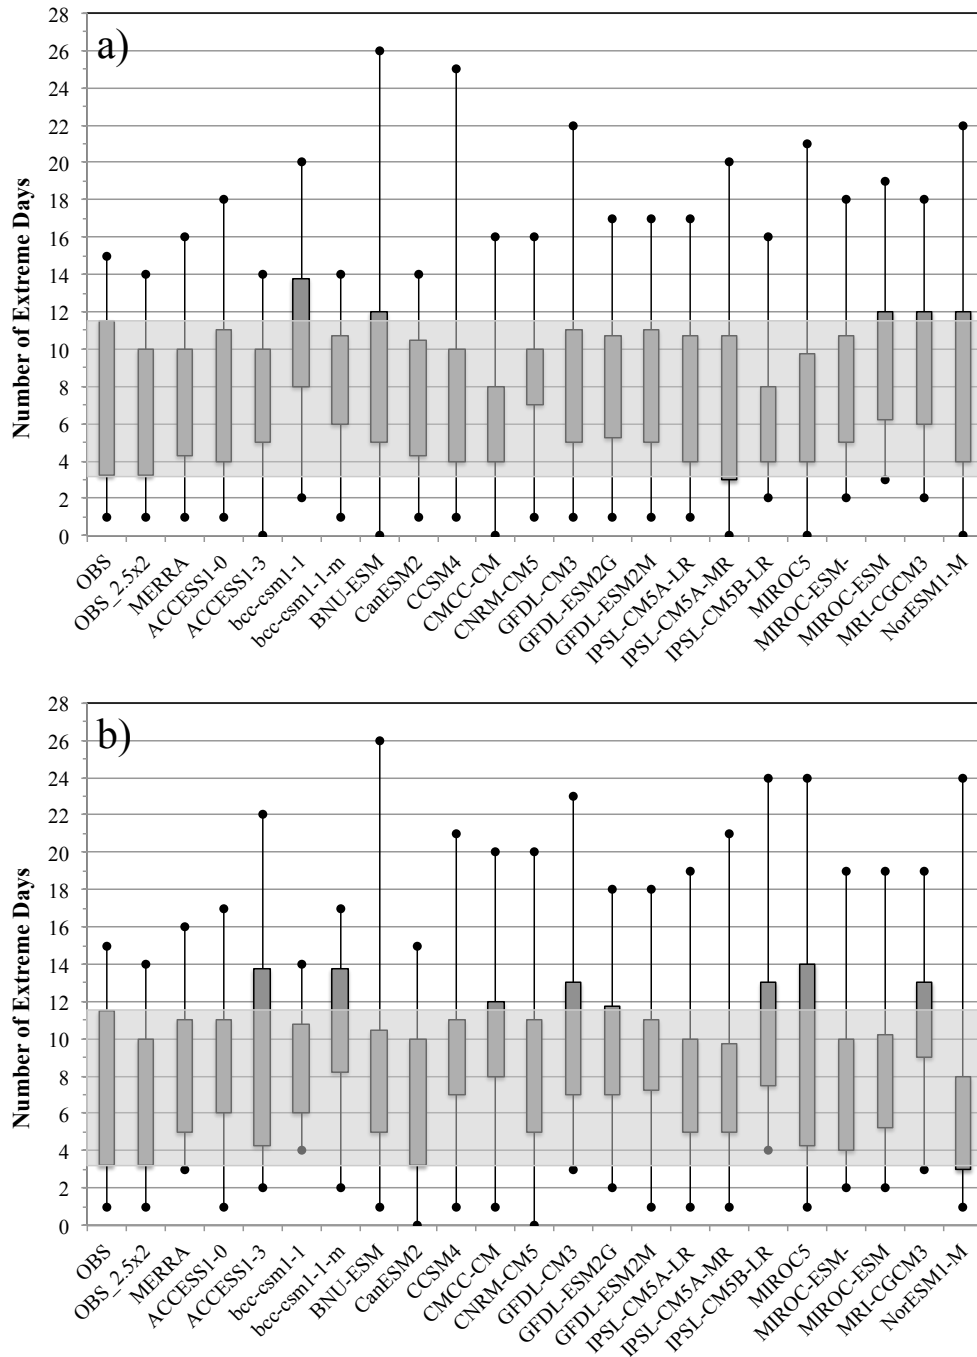 a)
Number of Extreme Days
28
26
24
22
20
18
16
14
12
10
8
6
4
2
0
OBS
OBS_2.5x2
MERRA
ACCESS1-0
ACCESS1-3
bcc-csm1-1
bcc-csm1-1-m
BNU-ESM
CanESM2
CCSM4
CMCC-CM
CNRM-CM5
GFDL-CM3
GFDL-ESM2G
GFDL-ESM2M
IPSL-CM5A-LR
IPSL-CM5A-MR
IPSL-CM5B-LR
MIROC5
MIROC-ESM-
MIROC-ESM
MRI-CGCM3
NorESM1-M
b)
Number of Extreme Days
28
26
24
22
20
18
16
14
12
10
8
6
4
2
0
OBS
OBS_2.5x2
MERRA
ACCESS1-0
ACCESS1-3
bcc-csm1-1
bcc-csm1-1-m
BNU-ESM
CanESM2
CCSM4
CMCC-CM
CNRM-CM5
GFDL-CM3
GFDL-ESM2G
GFDL-ESM2M
IPSL-CM5A-LR
IPSL-CM5A-MR
IPSL-CM5B-LR
MIROC5
MIROC-ESM-
MIROC-ESM
MRI-CGCM3
NorESM1-M